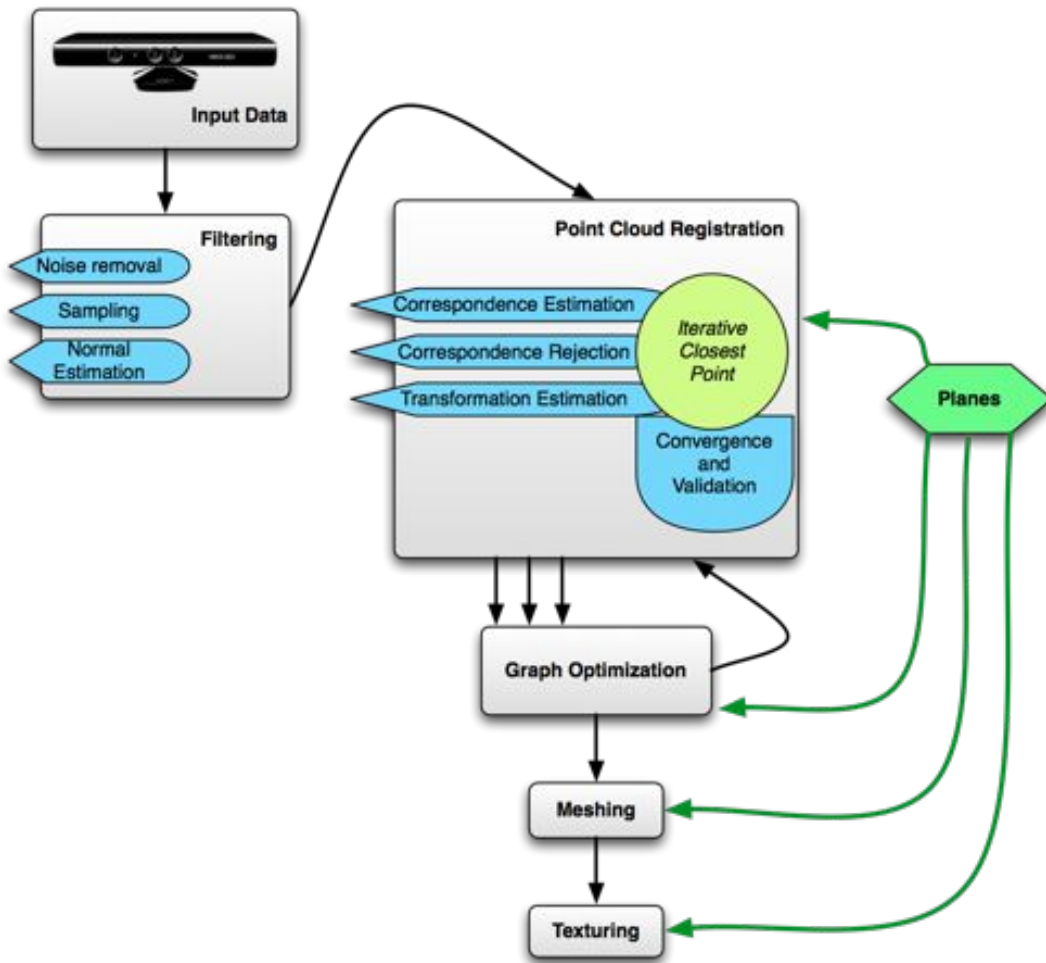 Input Data
Filtering
Noise removal
Sampling
Normal
Estimation
Point Cloud Registration
Correspondence Estimation
Correspondence Rejection
Transformation Estimation
Iterative
Closest
Point
Convergence
and
Validation
Planes
Graph Optimization
Meshing
Texturing